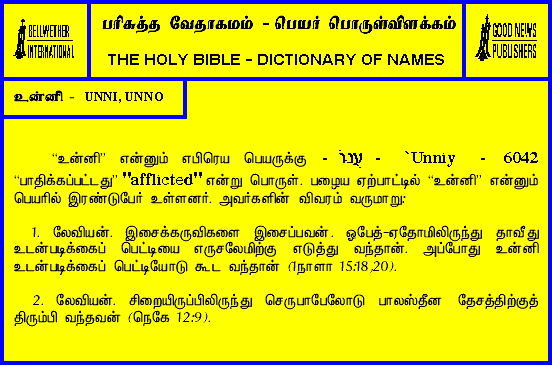 BELLWETHER
INTERNATIONAL
பரிசுத்த வேதாகமம் - பெயர் பொருள்விளக்கம்
THE HOLY BIBLE - DICTIONARY OF NAMES
GOOD NEWS
PUBLISHERS
உன்னி - UNNI, UNNO
“உன்னி” என்னும் எபிரெய பெயருக்கு - - `Unniy - 6042
“பாதிக்கப்பட்டது” "afflicted" என்று பொருள். பழைய ஏற்பாட்டில் “உன்னி” என்னும்
பெயரில் இரண்டுபேர் உள்ளனர். அவர்களின் விவரம் வருமாறு:
1. லேவியன். இசைக்கருவிகளை இசைப்பவன். ஓபேத்-ஏதோமிலிருந்து தாவீது
உடன்படிக்கைப் பெட்டியை எருசலேமிற்கு எடுத்து வந்தான். அப்போது உன்னி
உடன்படிக்கைப் பெட்டியோடு கூட வந்தான் (1நாளா 15:18,20).
2. லேவியன். சிறையிருப்பிலிருந்து செருபாபேலோடு பாலஸ்தீன தேசத்திற்குத்
திரும்பி வந்தவன் (நெகே 12:9).